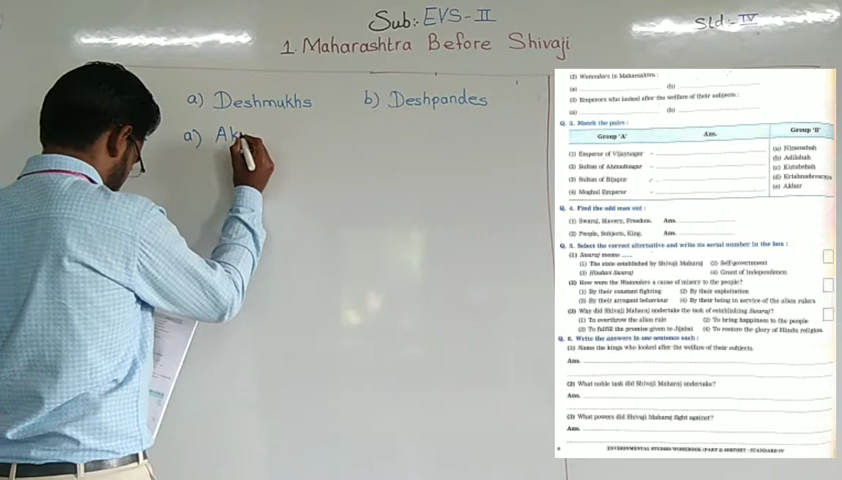 Sub:- EVS - II
Std:- IV
1. Maharashtra Before Shivaji
a) Deshmukhs b) Deshpandes
a) Ak
(2) Watandars in Maharashtra :
(a) (b)
(3) Emperors who looked after the welfare of their subjects :
(a) (b)
Q. 3. Match the pairs :
Group 'A' Ans. Group 'B'
(1) Emperor of Vijaynagar - (a) Nizamshah
(2) Sultan of Ahmadnagar - (b) Adilshah
(3) Sultan of Bijapur - (c) Kutubshah
(4) Moghul Emperor - (d) Krishnadevaraya
(e) Akbar
Q. 4. Find the odd man out :
(1) Swaraj, Slavery, Freedom. Ans.
(2) People, Subjects, King. Ans.
Q. 5. Select the correct alternative and write its serial number in the box :
(1) Swaraj means ......
(1) The state established by Shivaji Maharaj (2) Self-government
(3) Hindavi Swaraj (4) Grant of independence
(2) How were the Watandars a cause of misery to the people?
(1) By their constant fighting (2) By their exploitation
(3) By their arrogant behaviour (4) By their being in service of the alien rulers
(3) Why did Shivaji Maharaj undertake the task of establishing Swaraj?
(1) To overthrow the alien rule (2) To bring happiness to the people
(3) To fulfil the promise given to Jijabai (4) To restore the glory of Hindu religion.
Q. 6. Write the answers in one sentence each :
(1) Name the kings who looked after the welfare of their subjects.
Ans.
(2) What noble task did Shivaji Maharaj undertake?
Ans.
(3) What powers did Shivaji Maharaj fight against?
Ans.
ENVIRONMENTAL STUDIES WORKBOOK (PART 2) HISTORY : STANDARD IV